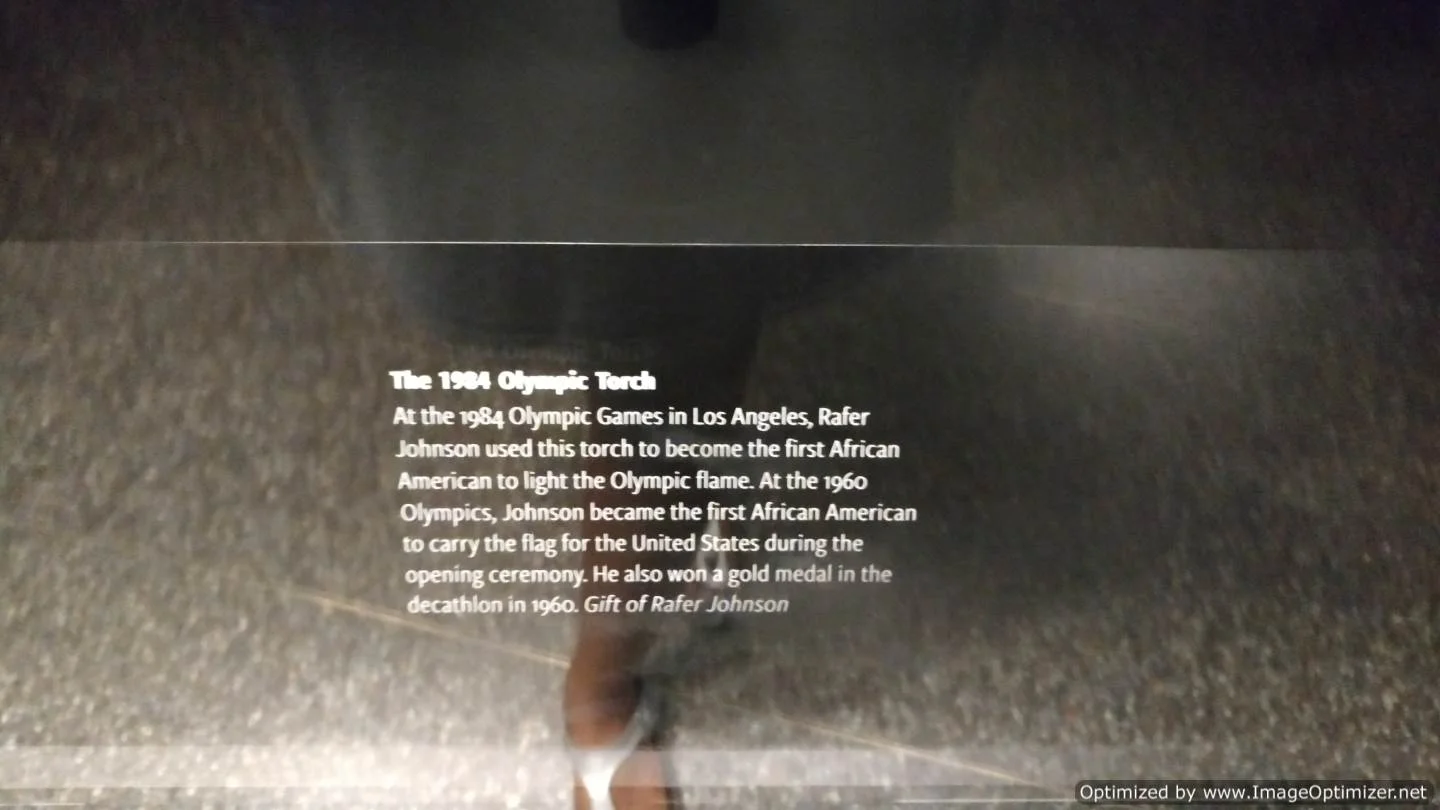 The 1984 Olympic Torch
At the 1984 Olympic Games in Los Angeles, Rafer
Johnson used this torch to become the first African
American to light the Olympic flame. At the 1960
Olympics, Johnson became the first African American
to carry the flag for the United States during the
opening ceremony. He also won a gold medal in the
decathlon in 1960. Gift of Rafer Johnson
Optimized by www.ImageOptimizer.net